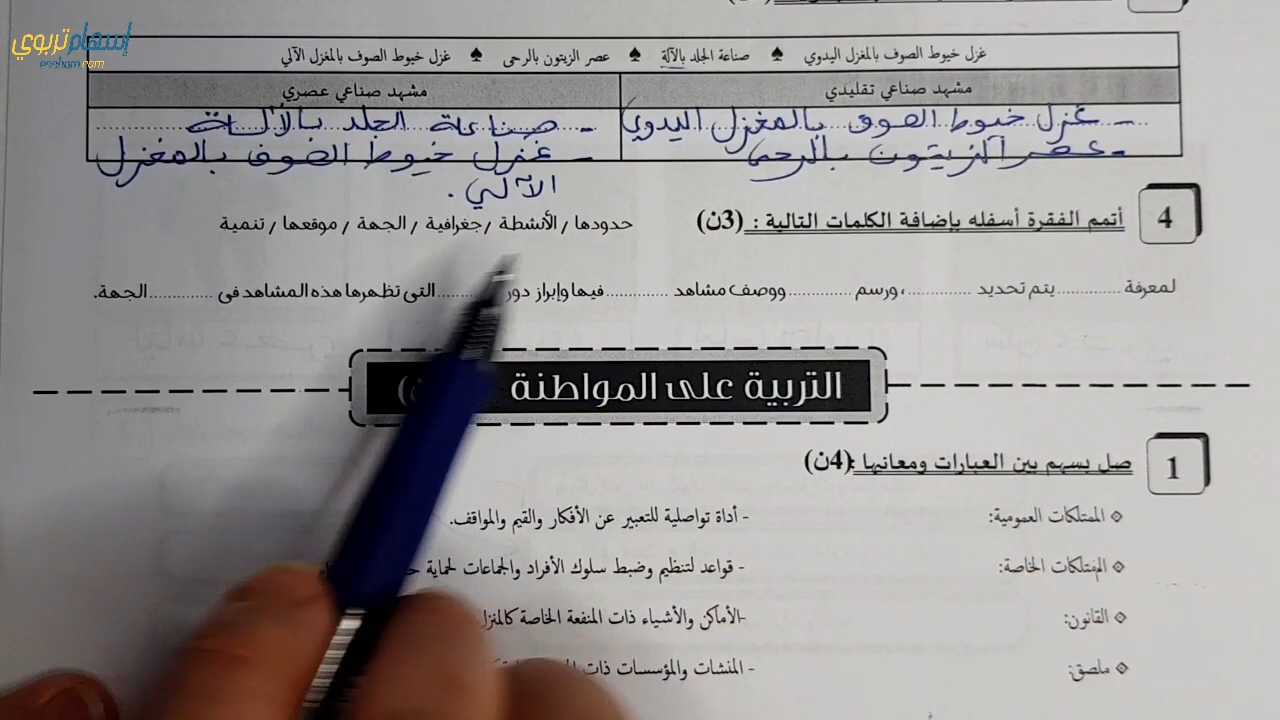 إسهام تربوي
essham.com
غزل خيوط الصوف بالمغزل اليدوي ♠ صناعة الجلد بالآلة ♠ عصر الزيتون بالرحى ♠ غزل خيوط الصوف بالمغزل الآلي
مشهد صناعي تقليدي
مشهد صناعي عصري
- غزل خيوط الصوف بالمغزل اليدوي
- عصر الزيتون بالرحى
- صناعة الجلد بالآلة
- غزل خيوط الصوف بالمغزل
الآلي.
4 أتمم الفقرة أسفله بإضافة الكلمات التالية : (3ن) حدودها / الأنشطة / جغرافية / الجهة / موقعها / تنمية
لمعرفة ............ يتم تحديد ............، ورسم ............ ووصف مشاهد ............ فيها وإبراز دور ............ التي تظهرها هذه المشاهد في ............ الجهة.
التربية على المواطنة
1 صل بسهم بين العبارات ومعانيها : (4ن)
❖ الممتلكات العمومية: - أداة تواصلية للتعبير عن الأفكار والقيم والمواقف.
❖ الممتلكات الخاصة: - قواعد لتنظيم وضبط سلوك الأفراد والجماعات لحماية
❖ القانون: -الأماكن والأشياء ذات المنفعة الخاصة كالمنزل
❖ ملصق: - المنشآت والمؤسسات ذات